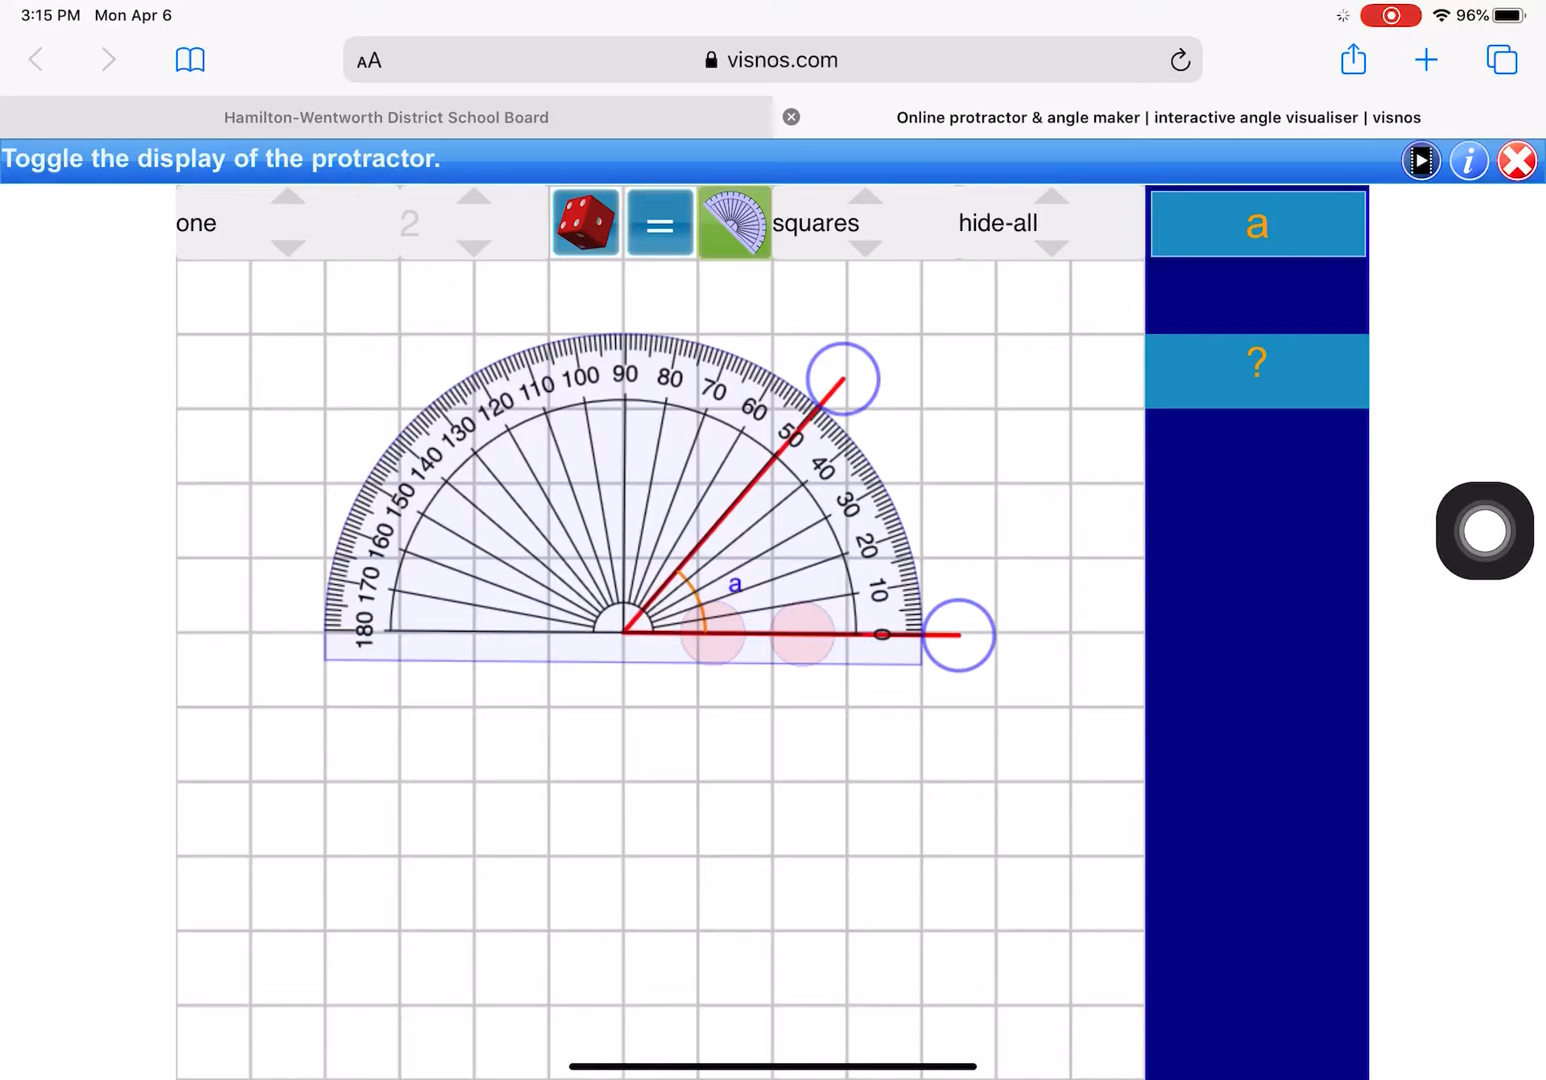 3:15 PM Mon Apr 6
96%
AA
visnos.com
Hamilton-Wentworth District School Board
Online protractor & angle maker | interactive angle visualiser | visnos
Toggle the display of the protractor.
i
one
2
=
squares
hide-all
a
?
180 170 160 150 140 130 120 110 100 90 80 70 60 50 40 30 20 10 0
a